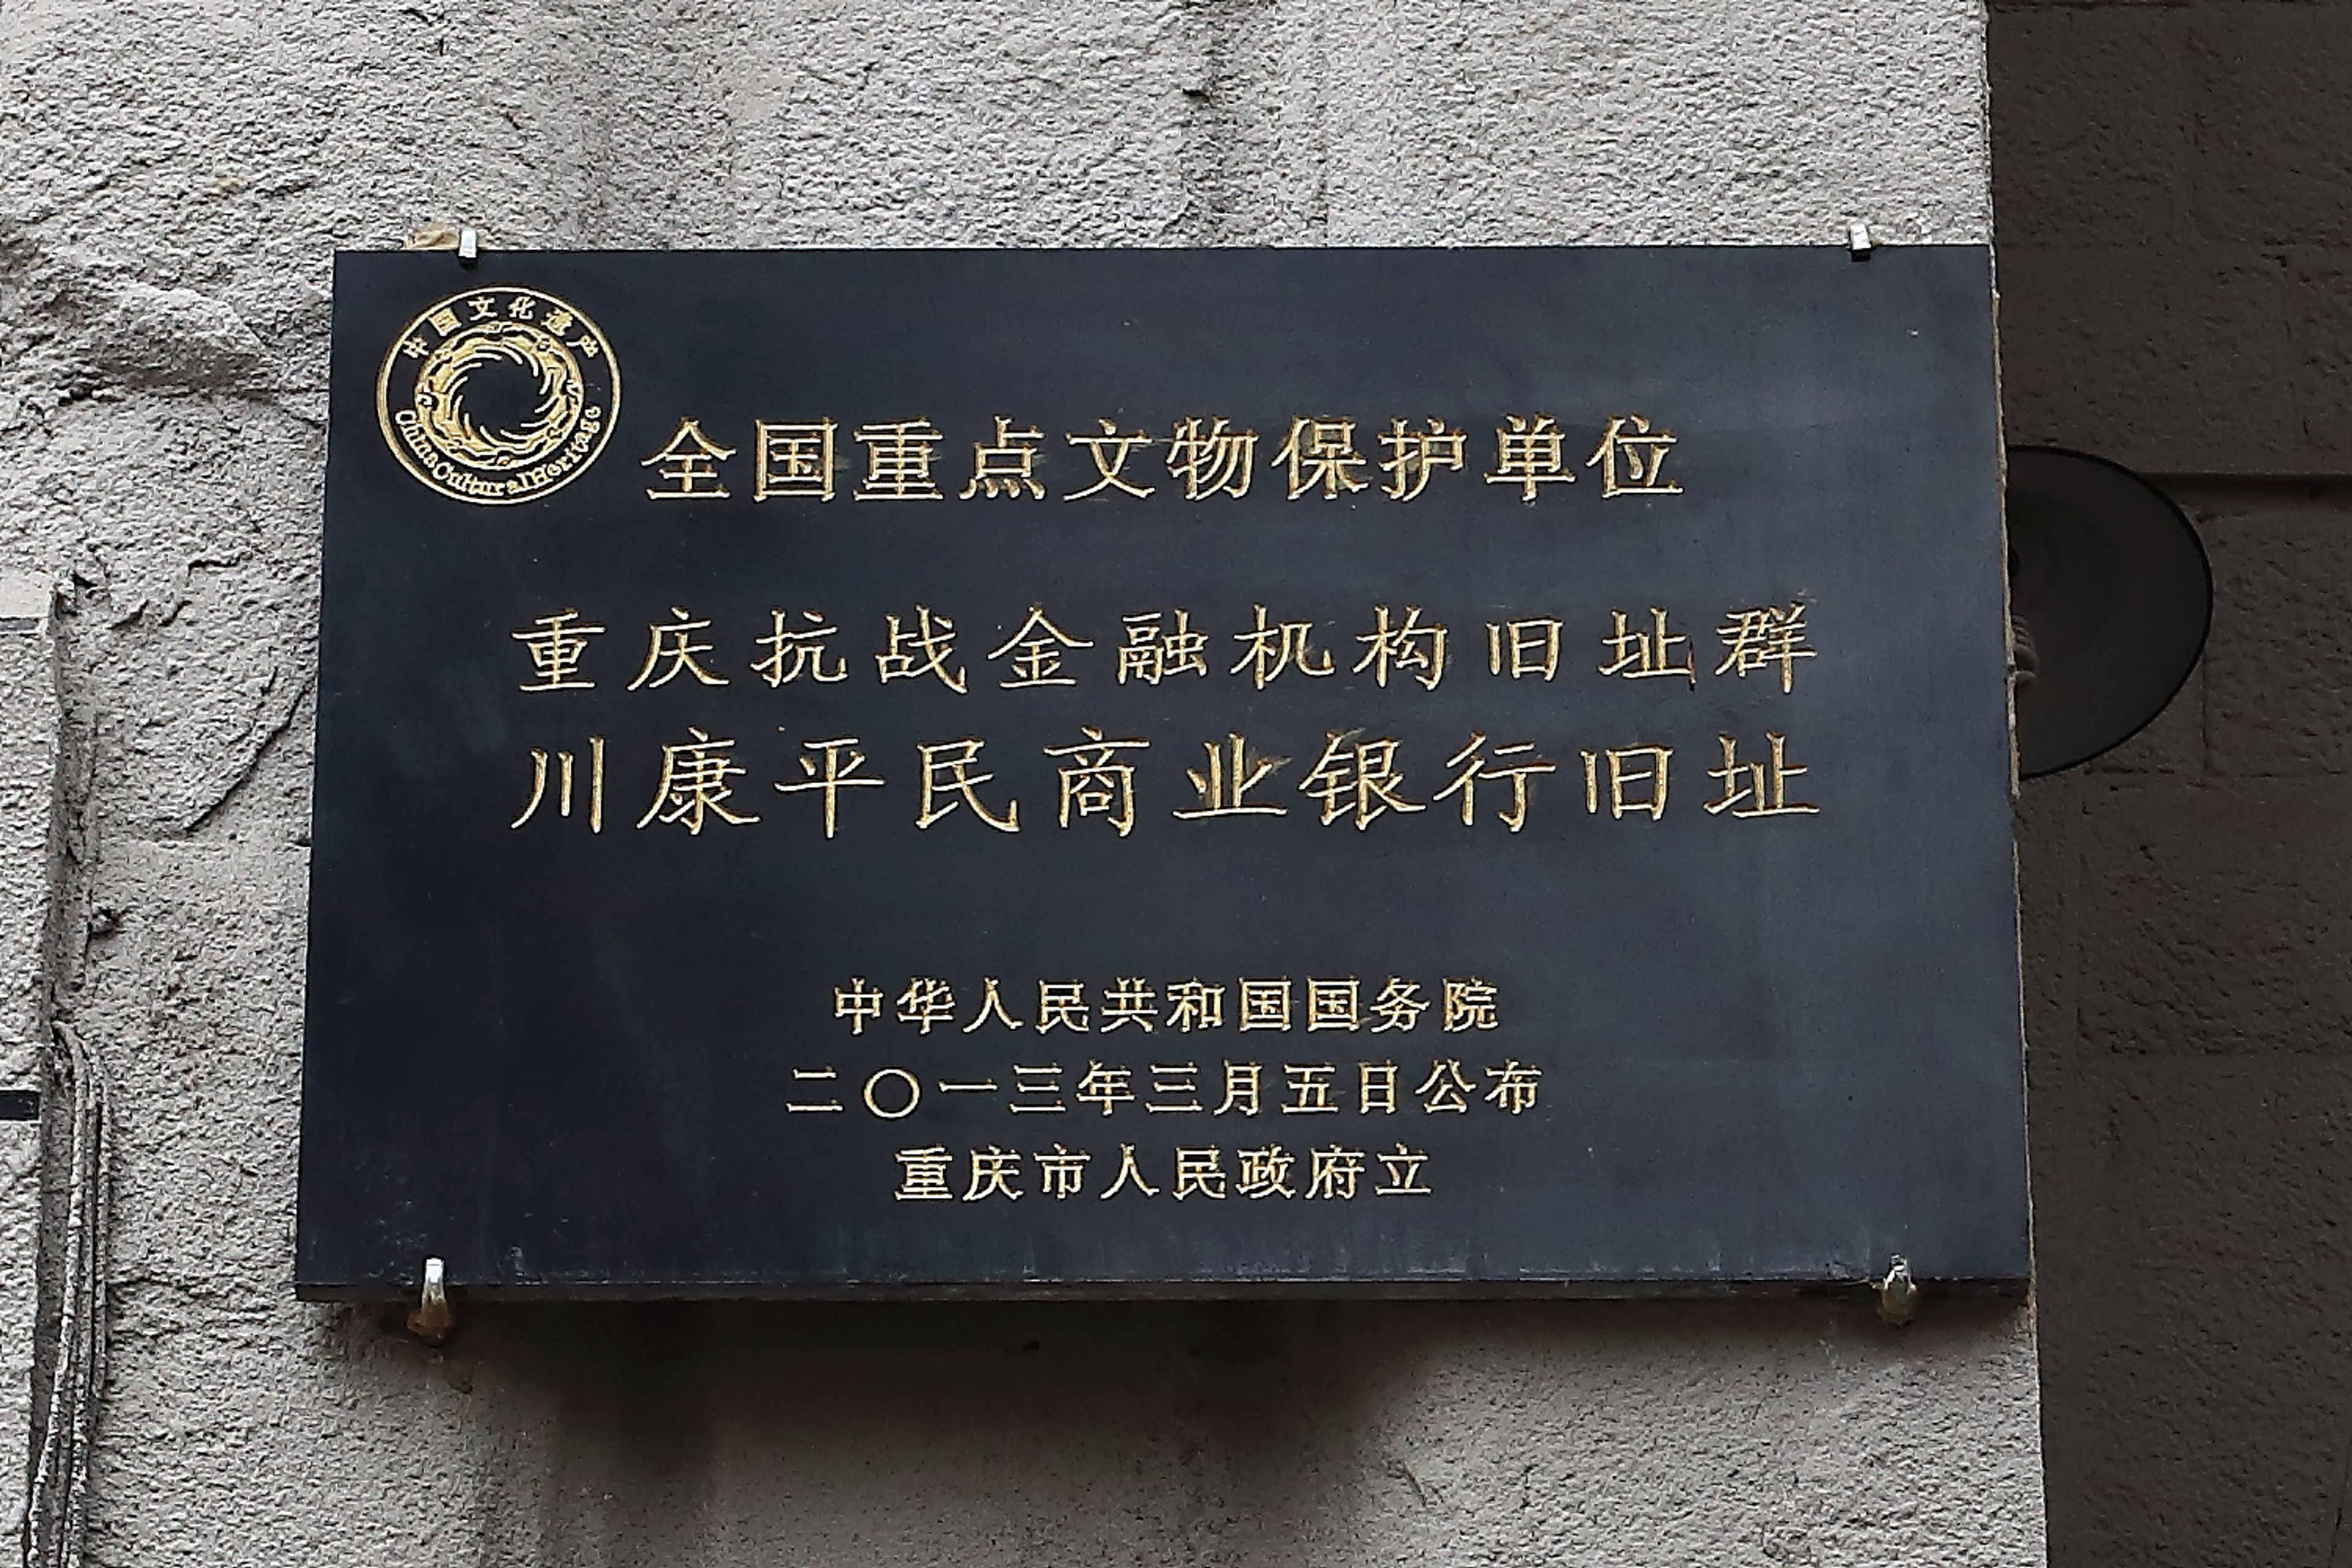 中国文化遗产
China Cultural Heritage
全国重点文物保护单位
重庆抗战金融机构旧址群
川康平民商业银行旧址
中华人民共和国国务院
二〇一三年三月五日公布
重庆市人民政府立